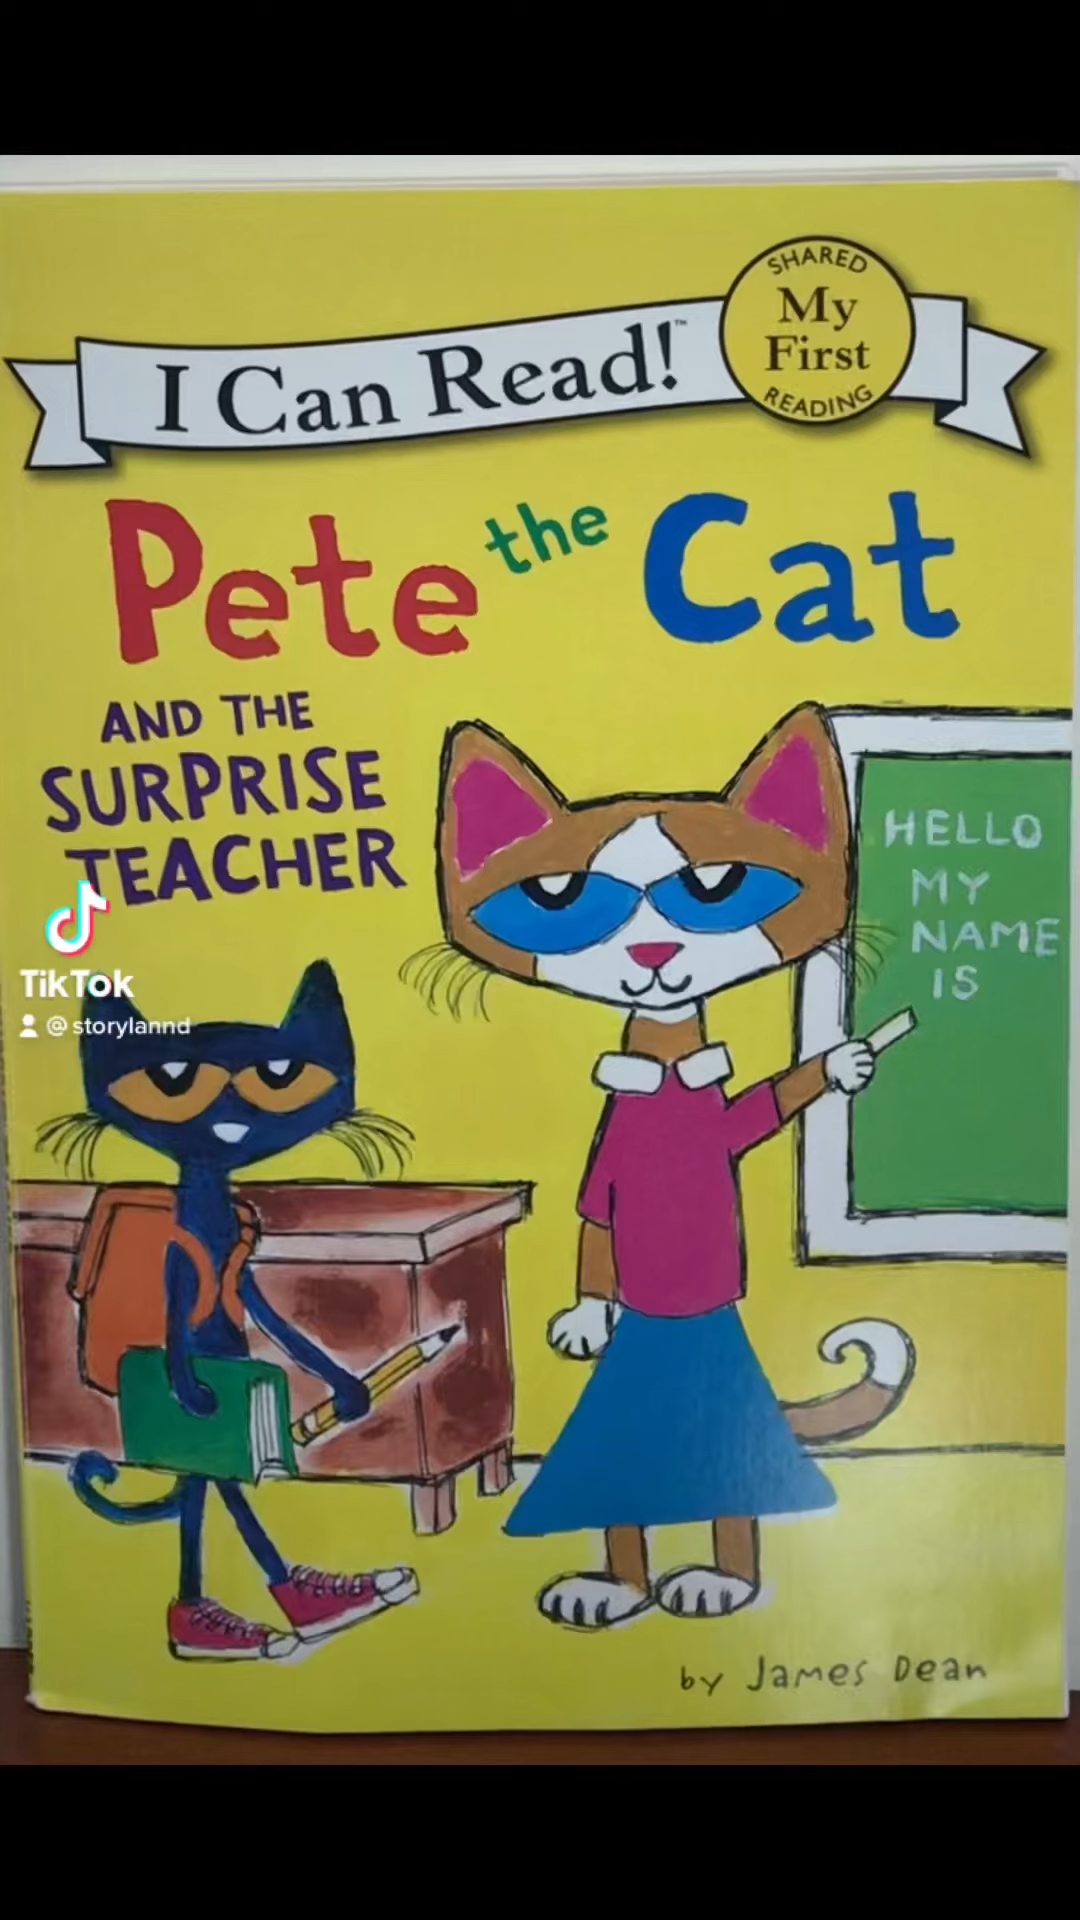 SHARED
My
First
READING
I Can Read!™
Pete the Cat
AND THE
SURPRISE
TEACHER
HELLO
MY
NAME
IS
TikTok
@storylannd
by James Dean